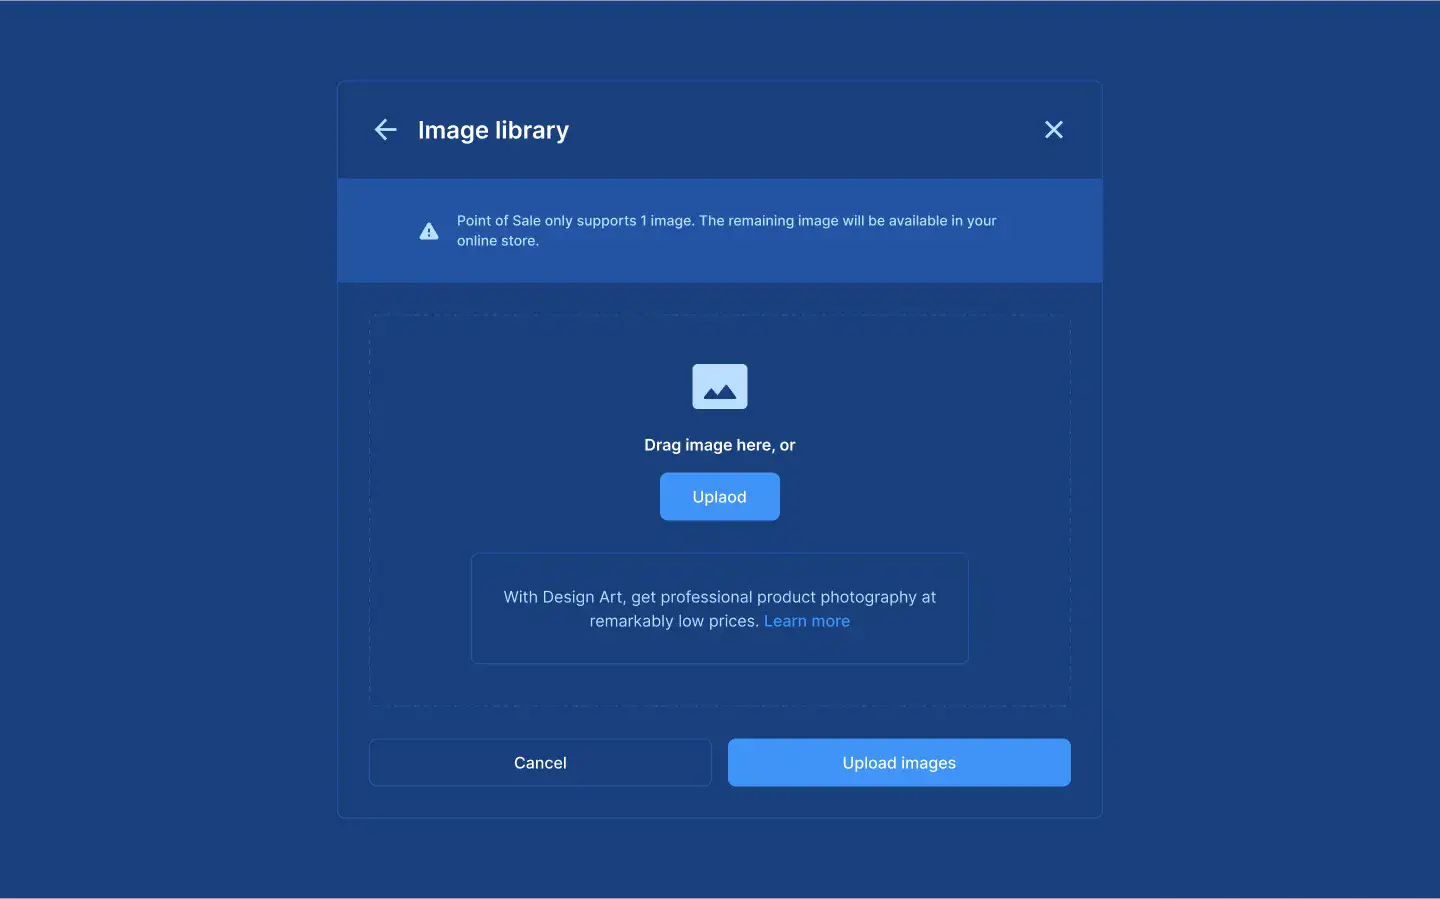 Image library
Point of Sale only supports 1 image. The remaining image will be available in your
online store.
Drag image here, or
Uplaod
With Design Art, get professional product photography at
remarkably low prices. Learn more
Cancel
Upload images